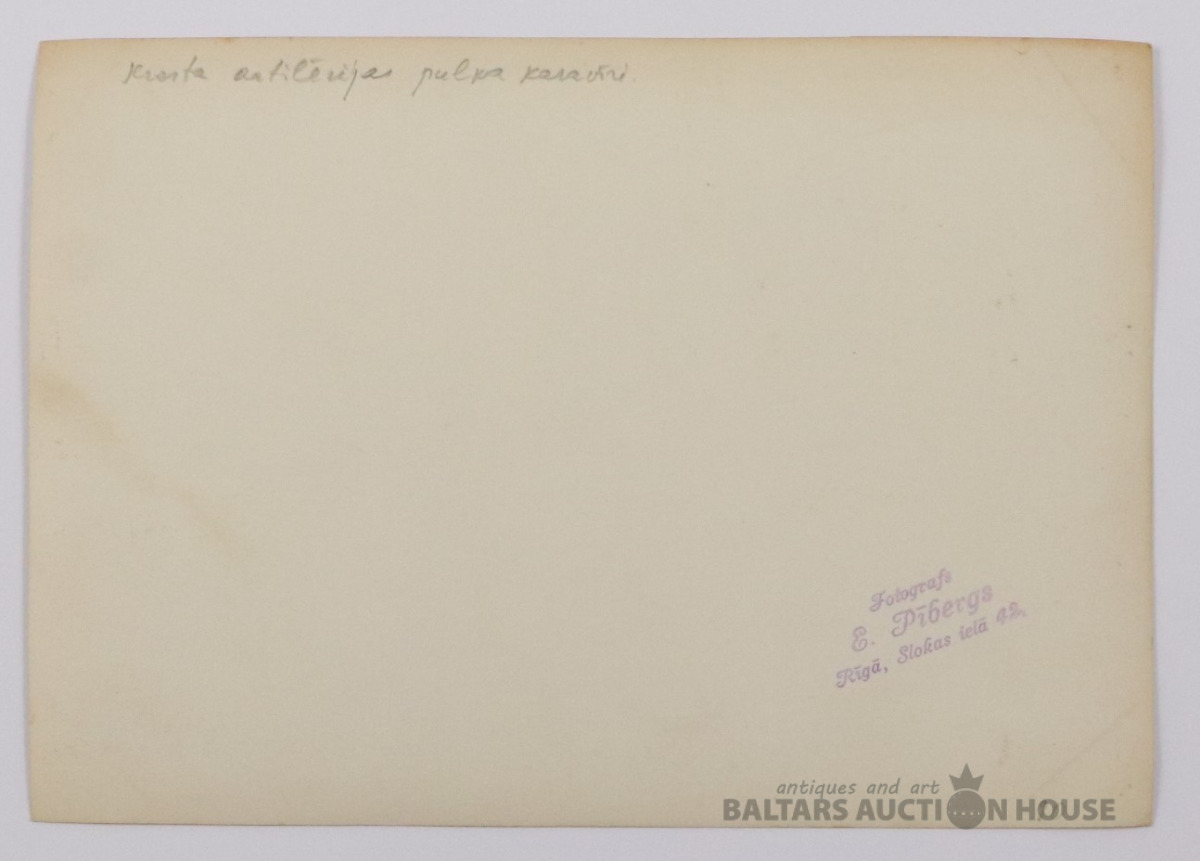 Krasta artilērijas pulka karavīri.
Fotografs
E. Pībergs
Rīgā, Slokas ielā 42.
antiques and art
BALTARS AUCTION HOUSE